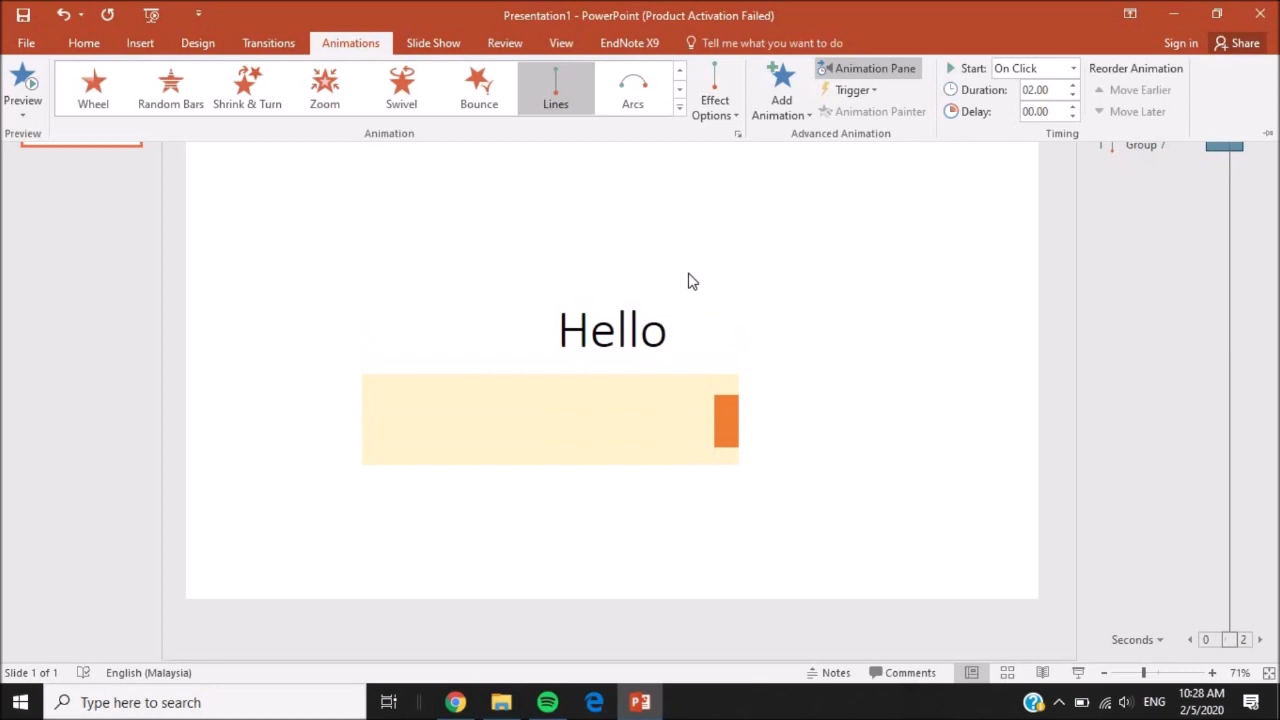 Presentation1 - PowerPoint (Product Activation Failed)
File Home Insert Design Transitions Animations Slide Show Review View EndNote X9 Tell me what you want to do Sign in Share
Preview
Wheel Random Bars Shrink & Turn Zoom Swivel Bounce Lines Arcs
Effect Options
Add Animation
Animation Pane
Trigger
Animation Painter
Start: On Click
Duration: 02.00
Delay: 00.00
Reorder Animation
Move Earlier
Move Later
Preview Animation Advanced Animation Timing
1 Group 7
Hello
Seconds 0 2
Slide 1 of 1 English (Malaysia) Notes Comments 71%
Type here to search ENG 10:28 AM
2/5/2020